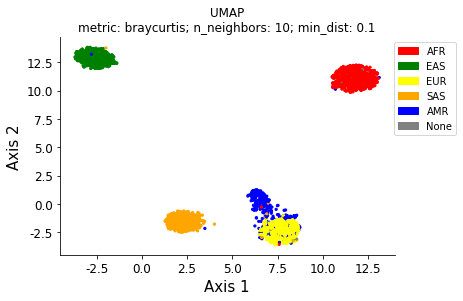 UMAP
metric: braycurtis; n_neighbors: 10; min_dist: 0.1
Axis 2
12.5
10.0
7.5
5.0
2.5
0.0
-2.5
-2.5 0.0 2.5 5.0 7.5 10.0 12.5
Axis 1
AFR
EAS
EUR
SAS
AMR
None